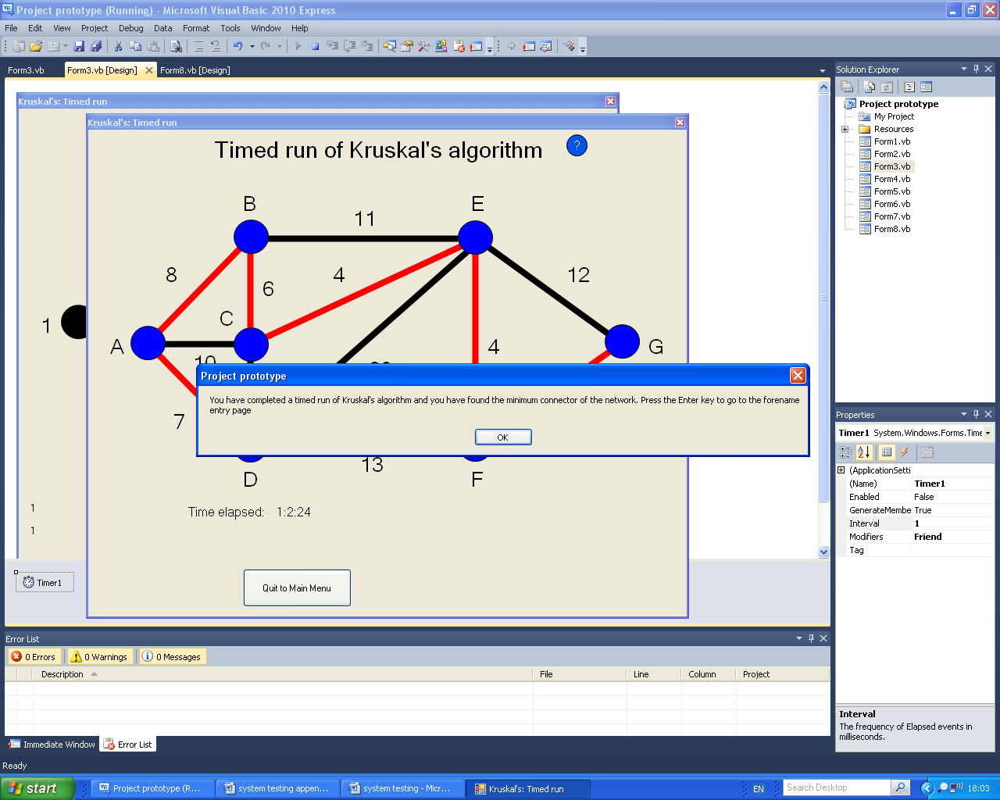 Project prototype (Running) - Microsoft Visual Basic 2010 Express
File Edit View Project Debug Data Format Tools Window Help
Form3.vb Form3.vb [Design] Form8.vb [Design]
Kruskal's: Timed run
Kruskal's: Timed run
Timed run of Kruskal's algorithm
?
B
E
11
8
6
4
12
C
1
A
10
4
G
7
Project prototype
You have completed a timed run of Kruskal's algorithm and you have found the minimum connector of the network. Press the Enter key to go to the forename
entry page
OK
13
D
F
Time elapsed: 1:2:24
1
1
Quit to Main Menu
Timer1
Solution Explorer
Project prototype
My Project
Resources
Form1.vb
Form2.vb
Form3.vb
Form4.vb
Form5.vb
Form6.vb
Form7.vb
Form8.vb
Properties
Timer1 System.Windows.Forms.Time
(ApplicationSetti
(Name) Timer1
Enabled False
GenerateMembe True
Interval 1
Modifiers Friend
Tag
Interval
The frequency of Elapsed events in
milliseconds.
Error List
0 Errors 0 Warnings 0 Messages
Description File Line Column Project
Immediate Window Error List
Ready
start Project prototype (R... system testing appen... system testing - Micr... Kruskal's: Timed run EN Search Desktop 18:03